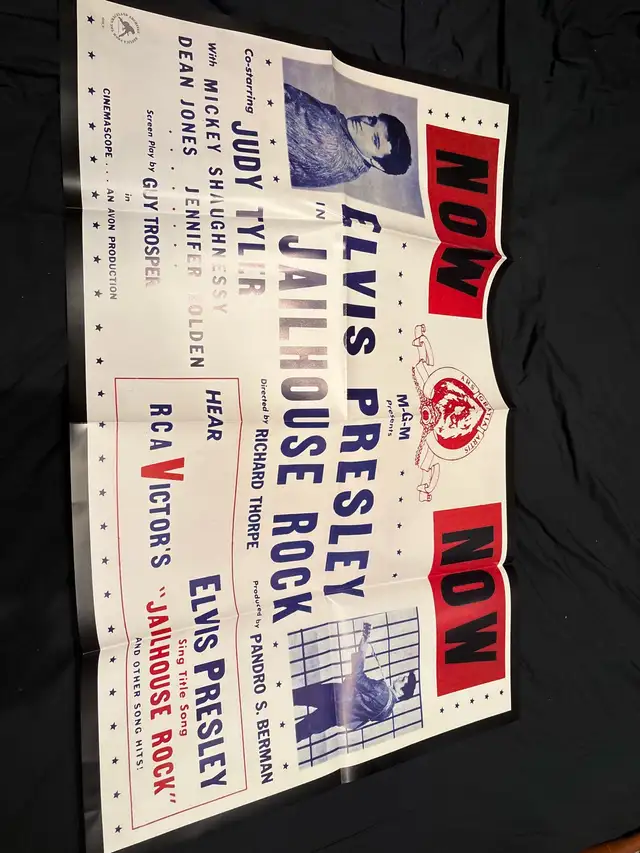 NOW
NOW
ARS GRATIA ARTIS
M-G-M
Presents
ELVIS PRESLEY
IN
JAILHOUSE ROCK
Co-starring JUDY TYLER
With MICKEY SHAUGHNESSY
DEAN JONES JENNIFER HOLDEN
Screen Play by GUY TROSPER
in
CINEMASCOPE... AN AVON PRODUCTION
Directed by RICHARD THORPE
Produced by PANDRO S. BERMAN
HEAR ELVIS PRESLEY
Sing Title Song
RCA VICTOR'S "JAILHOUSE ROCK"
AND OTHER SONG HITS!